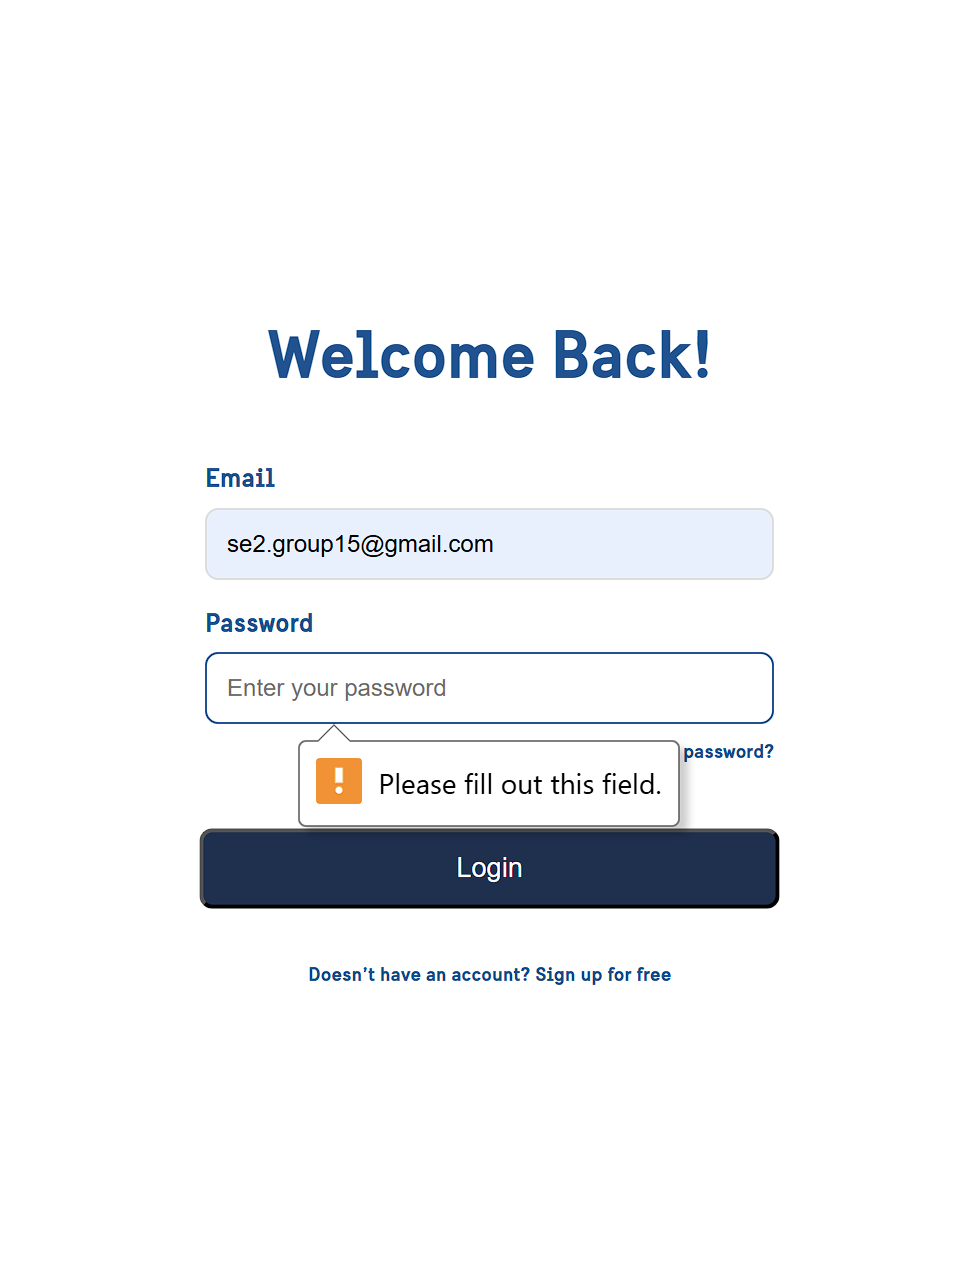 Welcome Back!
Email
se2.group15@gmail.com
Password
Enter your password
password?
Please fill out this field.
Login
Doesn't have an account? Sign up for free